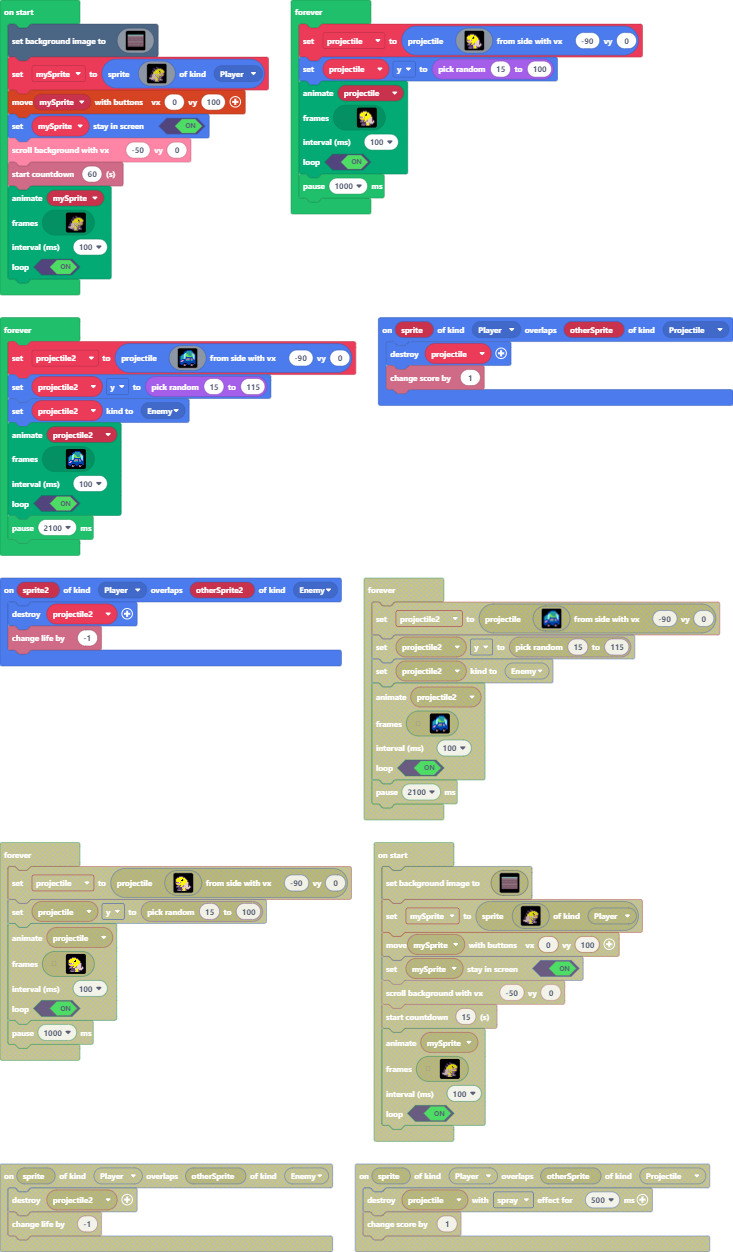 on start
set background image to
set mySprite to sprite of kind Player
move mySprite with buttons vx 0 vy 100
set mySprite stay in screen ON
scroll background with vx -50 vy 0
start countdown 60 (s)
animate mySprite
frames
interval (ms) 100
loop ON
forever
set projectile to projectile from side with vx -90 vy 0
set projectile y to pick random 15 to 100
animate projectile
frames
interval (ms) 100
loop ON
pause 1000 ms
forever
set projectile2 to projectile from side with vx -90 vy 0
set projectile2 y to pick random 15 to 115
set projectile2 kind to Enemy
animate projectile2
frames
interval (ms) 100
loop ON
pause 2100 ms
on sprite of kind Player overlaps otherSprite of kind Projectile
destroy projectile
change score by 1
on sprite2 of kind Player overlaps otherSprite2 of kind Enemy
destroy projectile2
change life by -1
forever
set projectile2 to projectile from side with vx -90 vy 0
set projectile2 y to pick random 15 to 115
set projectile2 kind to Enemy
animate projectile2
frames
interval (ms) 100
loop ON
pause 2100 ms
forever
set projectile to projectile from side with vx -90 vy 0
set projectile y to pick random 15 to 100
animate projectile
frames
interval (ms) 100
loop ON
pause 1000 ms
on start
set background image to
set mySprite to sprite of kind Player
move mySprite with buttons vx 0 vy 100
set mySprite stay in screen ON
scroll background with vx -50 vy 0
start countdown 15 (s)
animate mySprite
frames
interval (ms) 100
loop ON
on sprite of kind Player overlaps otherSprite of kind Enemy
destroy projectile2
change life by -1
on sprite of kind Player overlaps otherSprite of kind Projectile
destroy projectile with spray effect for 500 ms
change score by 1